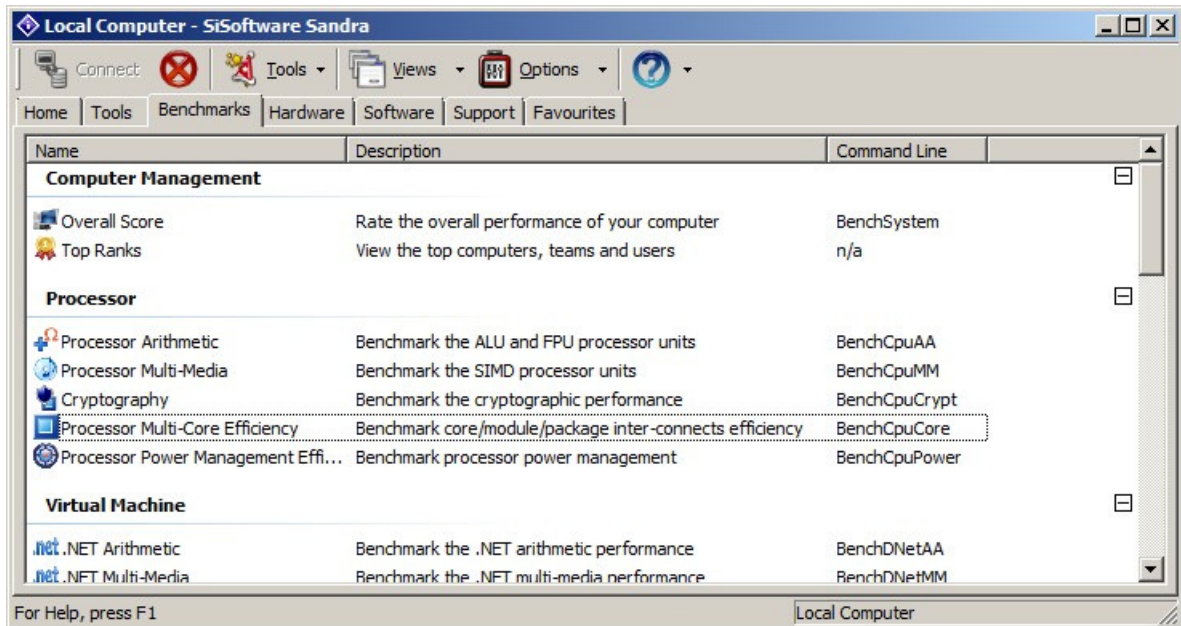 Local Computer - SiSoftware Sandra
Connect Tools Views Options
Home Tools Benchmarks Hardware Software Support Favourites
Name Description Command Line
Computer Management
Overall Score Rate the overall performance of your computer BenchSystem
Top Ranks View the top computers, teams and users n/a
Processor
Processor Arithmetic Benchmark the ALU and FPU processor units BenchCpuAA
Processor Multi-Media Benchmark the SIMD processor units BenchCpuMM
Cryptography Benchmark the cryptographic performance BenchCpuCrypt
Processor Multi-Core Efficiency Benchmark core/module/package inter-connects efficiency BenchCpuCore
Processor Power Management Effi... Benchmark processor power management BenchCpuPower
Virtual Machine
.net .NET Arithmetic Benchmark the .NET arithmetic performance BenchDNetAA
.net .NET Multi-Media Benchmark the .NET multi-media performance BenchDNetMM
For Help, press F1 Local Computer